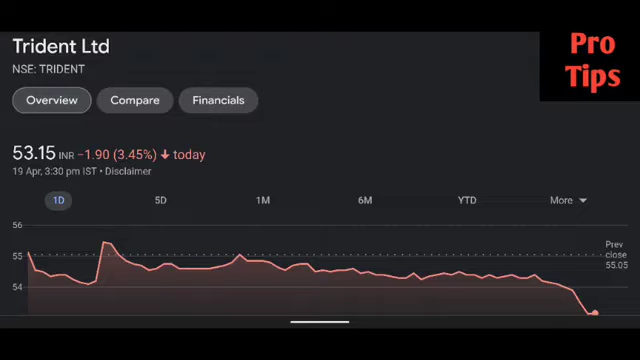 Trident Ltd
NSE: TRIDENT
Pro
Tips
Overview
Compare
Financials
53.15 INR −1.90 (3.45%) ↓ today
19 Apr, 3:30 pm IST • Disclaimer
1D
5D
1M
6M
YTD
More
56
55
54
Prev
close
55.05